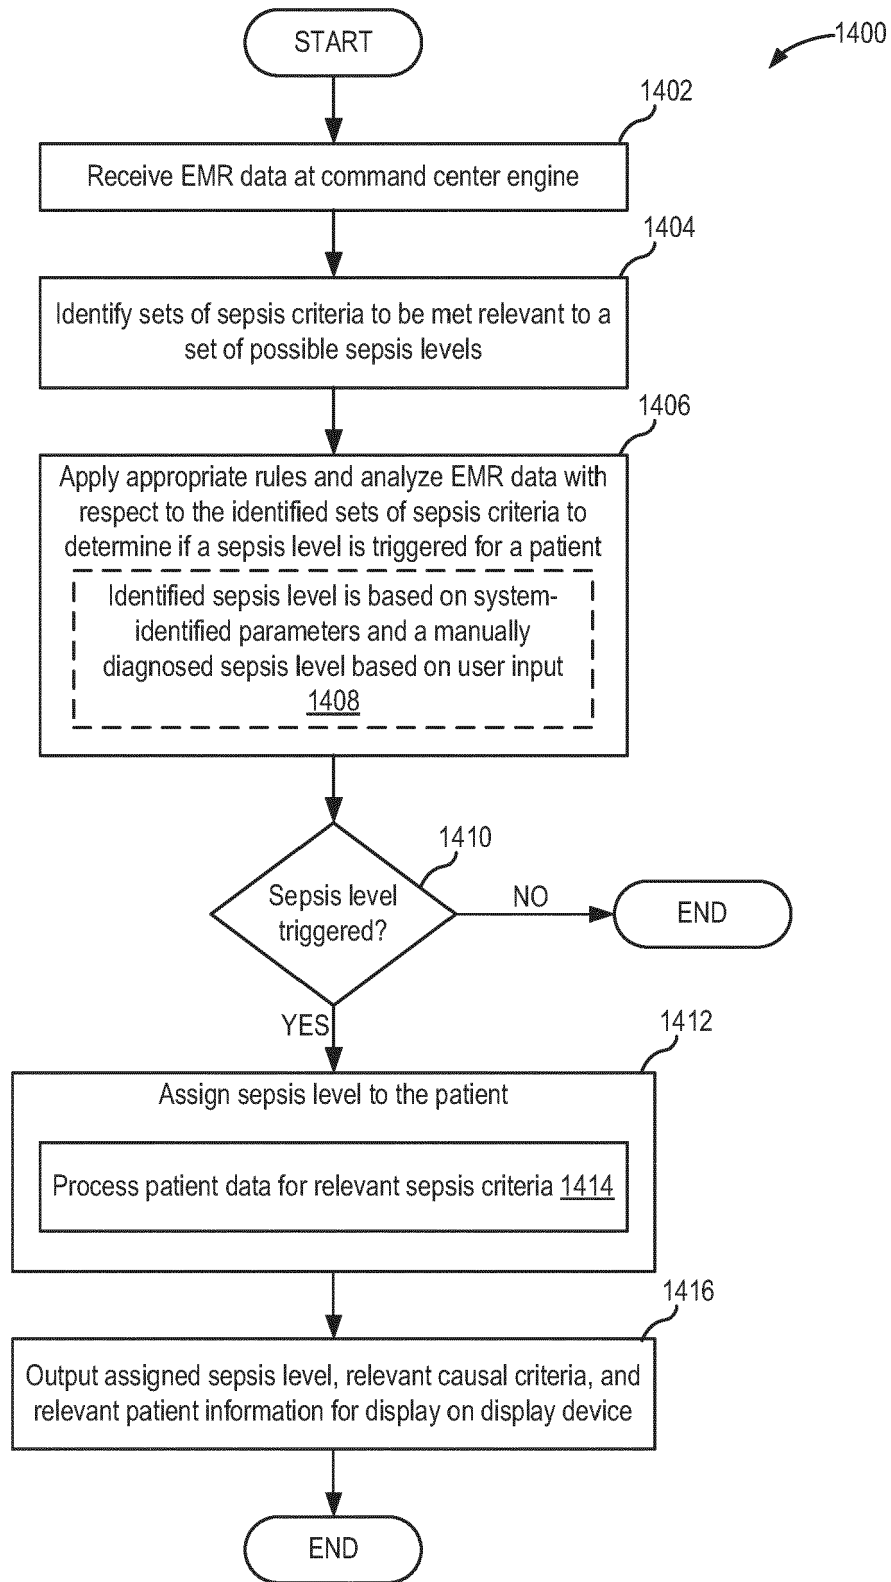 START
1400
1402
Receive EMR data at command center engine
1404
Identify sets of sepsis criteria to be met relevant to a
set of possible sepsis levels
1406
Apply appropriate rules and analyze EMR data with
respect to the identified sets of sepsis criteria to
determine if a sepsis level is triggered for a patient
Identified sepsis level is based on system-
identified parameters and a manually
diagnosed sepsis level based on user input
1408
1410
Sepsis level
triggered?
NO
END
YES
1412
Assign sepsis level to the patient
Process patient data for relevant sepsis criteria 1414
1416
Output assigned sepsis level, relevant causal criteria, and
relevant patient information for display on display device
END